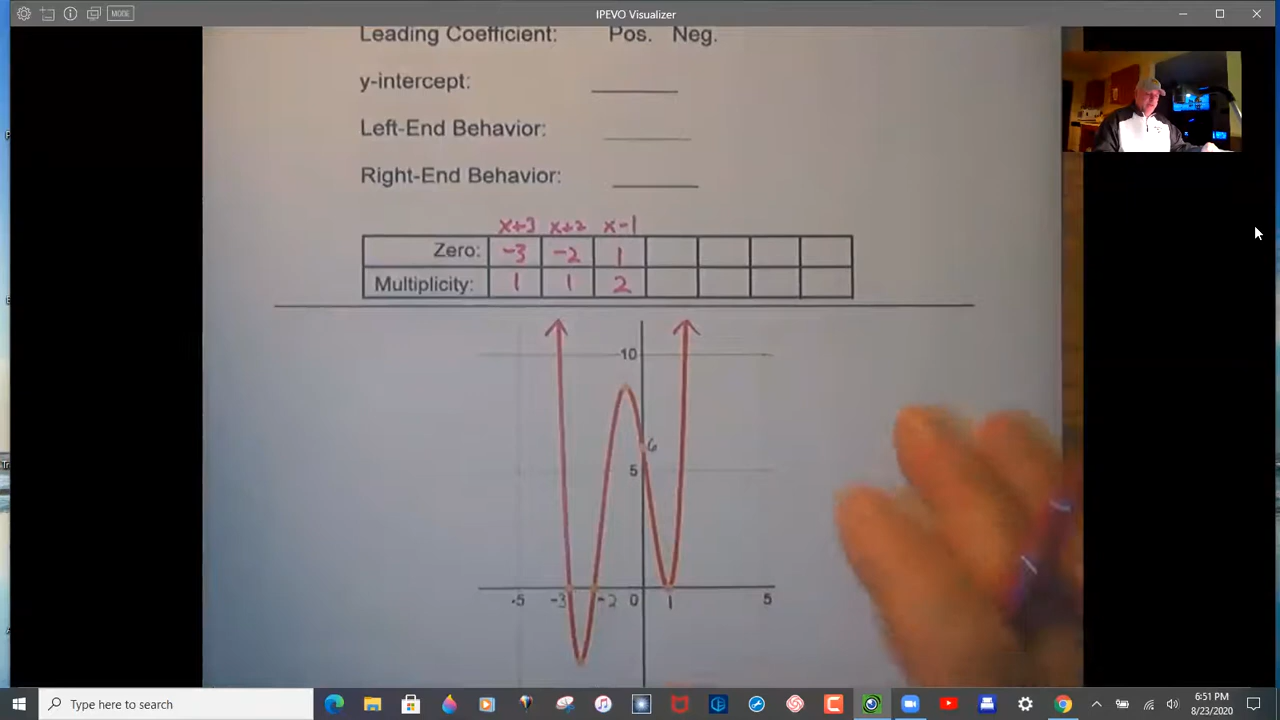 IPEVO Visualizer
MODE
Leading Coefficient: Pos. Neg.
y-intercept:
Left-End Behavior:
Right-End Behavior:
x+3 x+2 x-1
Zero: -3 -2 1
Multiplicity: 1 1 2
10
6
5
-5 -3 -2 0 1 5
Type here to search
6:51 PM
8/23/2020